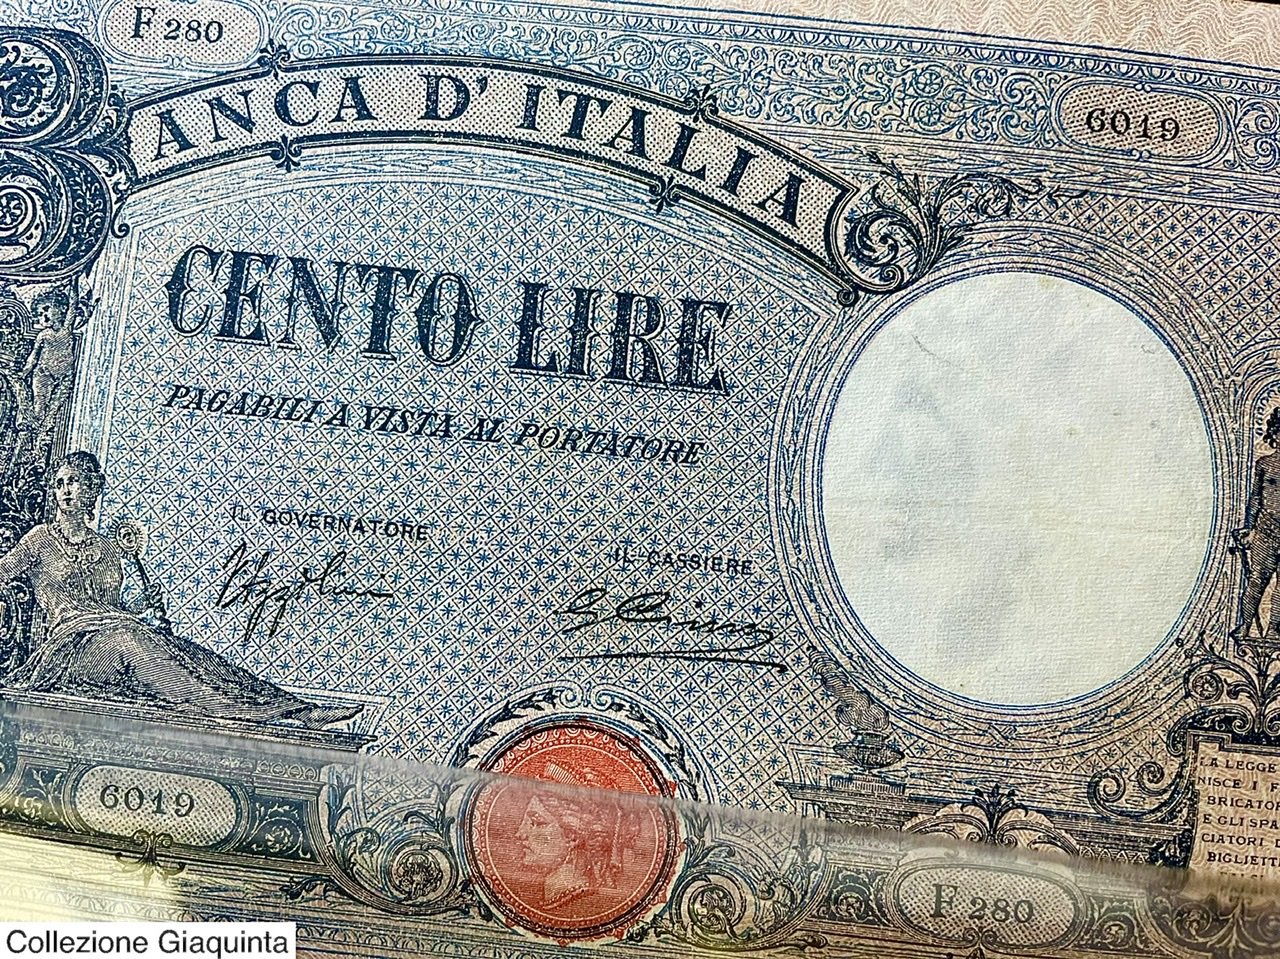 F 280
ANCA D'ITALIA
6019
CENTO LIRE
PAGABILI A VISTA AL PORTATORE
IL GOVERNATORE
IL CASSIERE
LA LEGGE
NISCE I F
BRICATO
E GLI SPA
CIATORI D
BIGLIETT
6019
F 280
Collezione Giaquinta